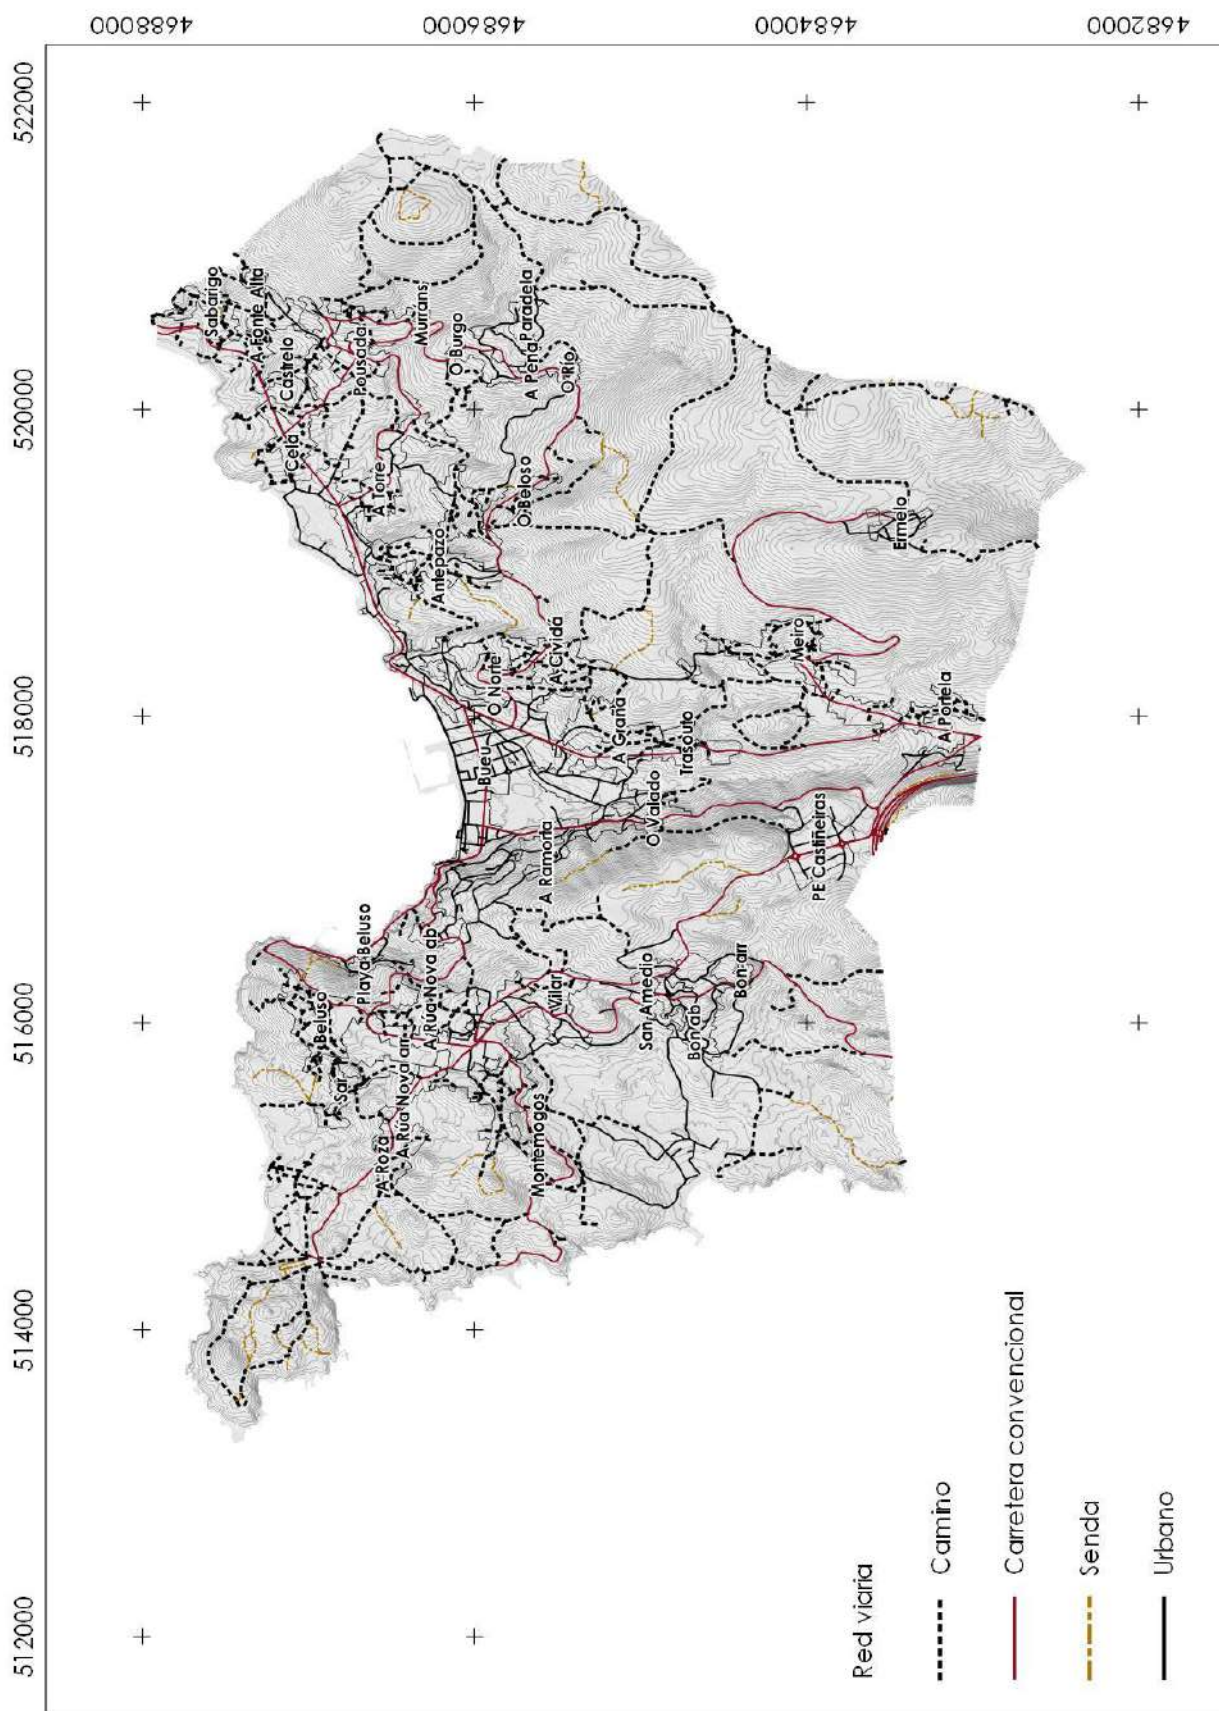 4688000
4686000
4684000
4682000
522000
520000
518000
516000
514000
512000
Sabarigo
A Fonte Alta
Castrelo
Pousada
Murráns
O Burgo
A Pena
Paradela
O Río
Cela
A Torre
O Beloso
Antepazo
Ermelo
O Norte
A Cividá
Meiro
A Graña
Trasouto
A Portela
Bueu
O Valado
A Ramorta
PE Castiñeiras
Playa Beluso
A Rúa Nova ab
Beluso
Vilar
San Amedio
Bon arr
Bon ab
Sar
A Rúa Nova arr
A Roza
Montemogos
Red viaria
Camino
Carretera convencional
Senda
Urbano